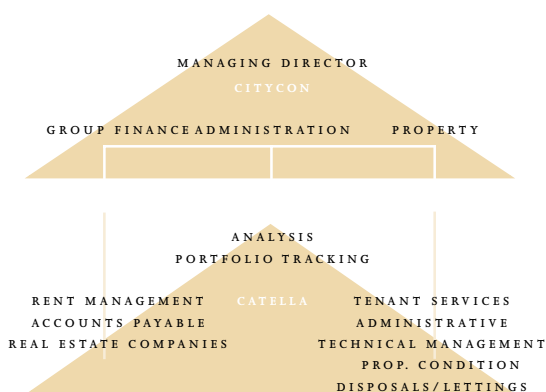 MANAGING DIRECTOR
CITYCON
GROUP FINANCE ADMINISTRATION PROPERTY
ANALYSIS
PORTFOLIO TRACKING
RENT MANAGEMENT CATELLA TENANT SERVICES
ACCOUNTS PAYABLE ADMINISTRATIVE
REAL ESTATE COMPANIES TECHNICAL MANAGEMENT
PROP. CONDITION
DISPOSALS/LETTINGS